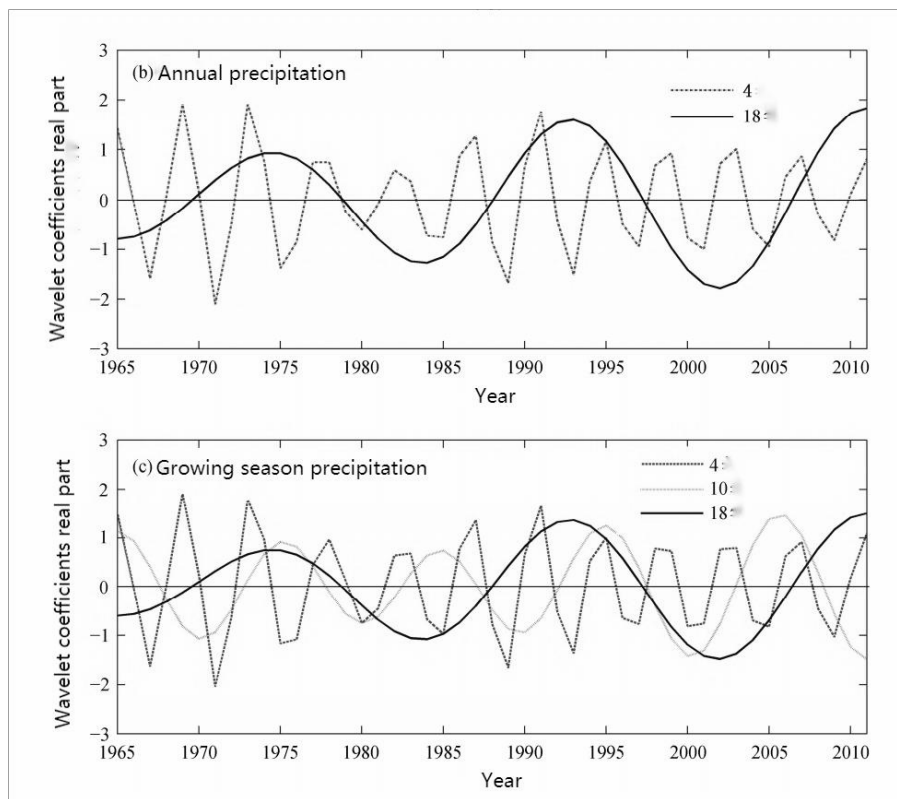 3
(b) Annual precipitation
4
2
18
1
0
−1
−2
−3
Wavelet coefficients real part
1965 1970 1975 1980 1985 1990 1995 2000 2005 2010
Year
3
(c) Growing season precipitation
4
2
10
18
1
0
−1
−2
−3
Wavelet coefficients real part
1965 1970 1975 1980 1985 1990 1995 2000 2005 2010
Year